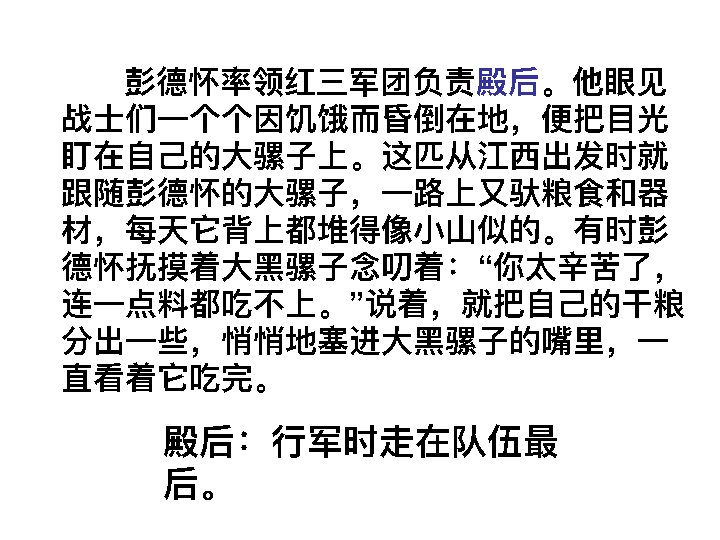 彭德怀率领红三军团负责殿后。他眼见
战士们一个个因饥饿而昏倒在地，便把目光
盯在自己的大骡子上。这匹从江西出发时就
跟随彭德怀的大骡子，一路上又驮粮食和器
材，每天它背上都堆得像小山似的。有时彭
德怀抚摸着大黑骡子念叨着：“你太辛苦了，
连一点料都吃不上。”说着，就把自己的干粮
分出一些，悄悄地塞进大黑骡子的嘴里，一
直看着它吃完。
殿后：行军时走在队伍最
后。